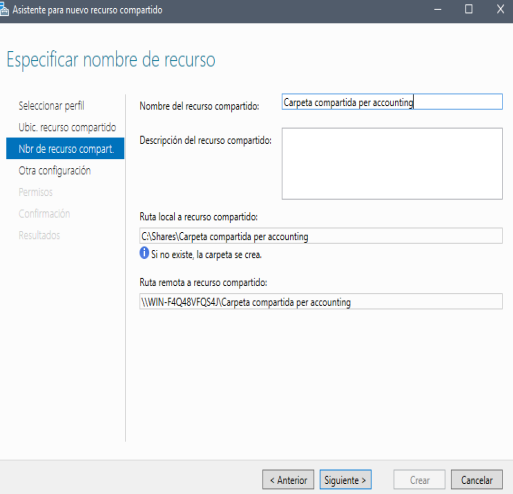 Asistente para nuevo recurso compartido
Especificar nombre de recurso
Seleccionar perfil
Ubic. recurso compartido
Nbr de recurso compart.
Otra configuración
Permisos
Confirmación
Resultados
Nombre del recurso compartido:
Carpeta compartida per accounting
Descripción del recurso compartido:
Ruta local a recurso compartido:
C:\Shares\Carpeta compartida per accounting
Si no existe, la carpeta se crea.
Ruta remota a recurso compartido:
\\WIN-F4Q48VFQS4J\Carpeta compartida per accounting
< Anterior
Siguiente >
Crear
Cancelar